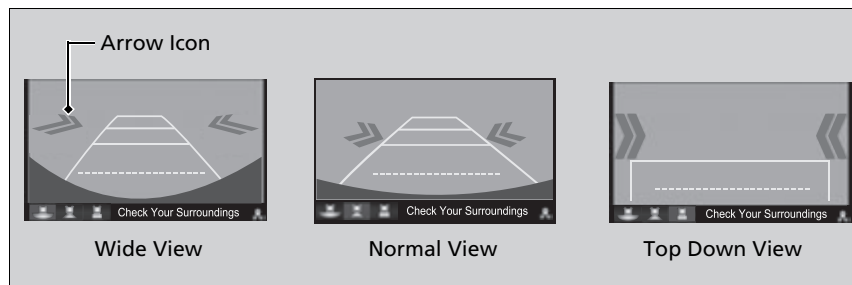 Arrow Icon
Check Your Surroundings
Check Your Surroundings
Check Your Surroundings
Wide View
Normal View
Top Down View